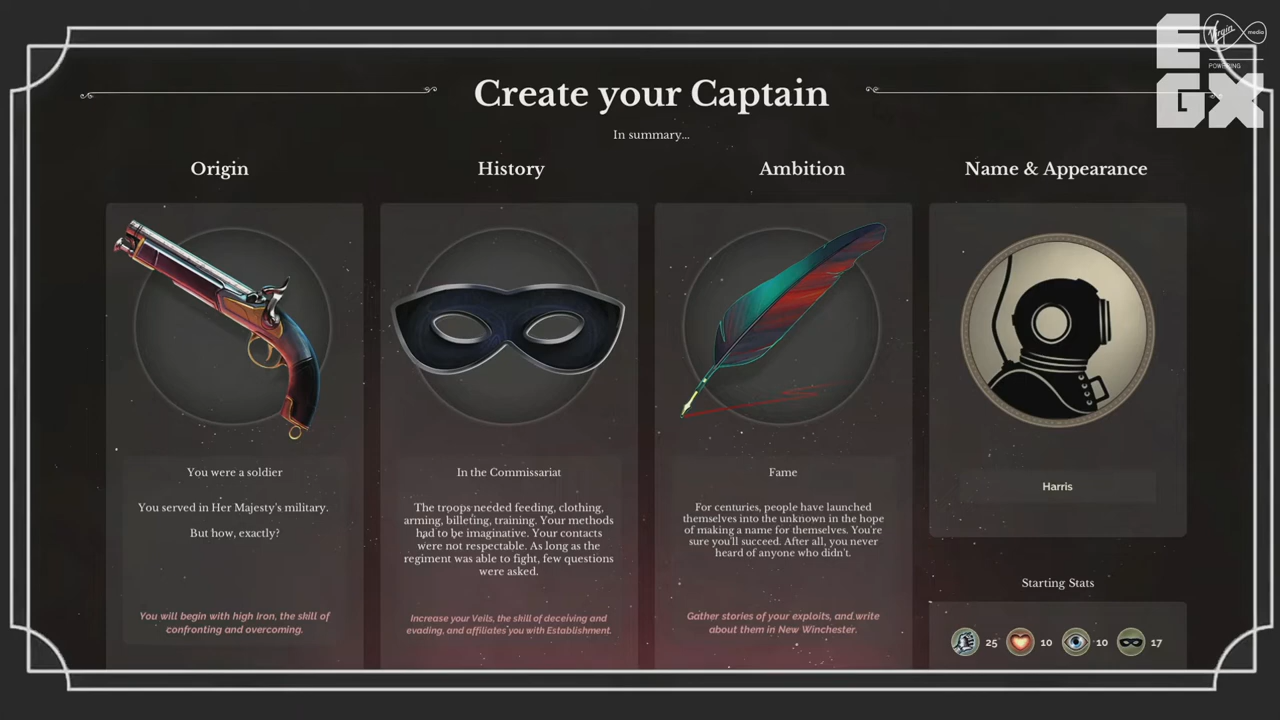 Create your Captain
In summary...
Origin
History
Ambition
Name & Appearance
You were a soldier
You served in Her Majesty's military.
But how, exactly?
You will begin with high Iron, the skill of
confronting and overcoming.
In the Commissariat
The troops needed feeding, clothing,
arming, billeting, training. Your methods
had to be imaginative. Your contacts
were not respectable. As long as the
regiment was able to fight, few questions
were asked.
Increase your Veils, the skill of deceiving and
evading, and affiliates you with Establishment.
Fame
For centuries, people have launched
themselves into the unknown in the hope
of making a name for themselves. You're
sure you'll succeed. After all, you never
heard of anyone who didn't.
Gather stories of your exploits, and write
about them in New Winchester.
Harris
Starting Stats
25 10 10 17
Virgin
media
POWERING
EGX